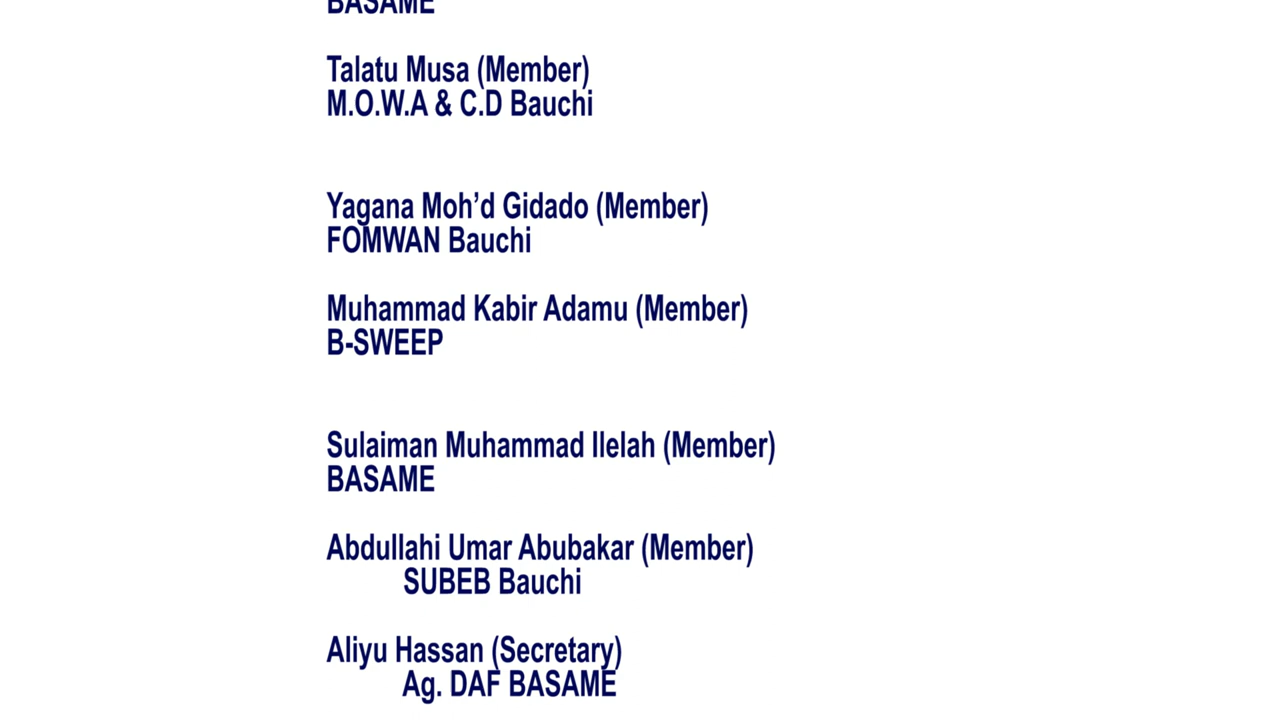 BASAME
Talatu Musa (Member)
M.O.W.A & C.D Bauchi
Yagana Moh’d Gidado (Member)
FOMWAN Bauchi
Muhammad Kabir Adamu (Member)
B-SWEEP
Sulaiman Muhammad Ilelah (Member)
BASAME
Abdullahi Umar Abubakar (Member)
SUBEB Bauchi
Aliyu Hassan (Secretary)
Ag. DAF BASAME